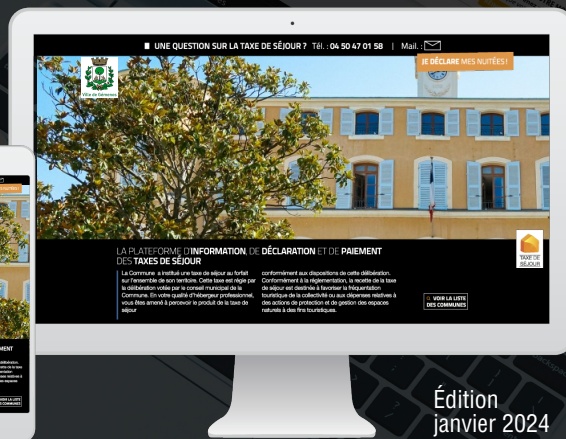 UNE QUESTION SUR LA TAXE DE SÉJOUR ? Tél. : 04 50 47 01 58 | Mail. :
JE DÉCLARE MES NUITÉES !
Ville de Gémenos
LA PLATEFORME D'INFORMATION, DE DÉCLARATION ET DE PAIEMENT
DES TAXES DE SÉJOUR
La Commune a institué une taxe de séjour au forfait
sur l'ensemble de son territoire. Cette taxe est régie par
la délibération votée par le conseil municipal de la
Commune. En votre qualité d'hébergeur professionnel,
vous êtes amené à percevoir le produit de la taxe de
séjour
conformément aux dispositions de cette délibération.
Conformément à la réglementation, la recette de la taxe
de séjour est destinée à favoriser la fréquentation
touristique de la collectivité ou aux dépenses relatives à
des actions de protection et de gestion des espaces
naturels à des fins touristiques.
TAXE DE
SÉJOUR
VOIR LA LISTE
DES COMMUNES
MENT
VOIR LA LISTE
COMMUNES
Édition
janvier 2024